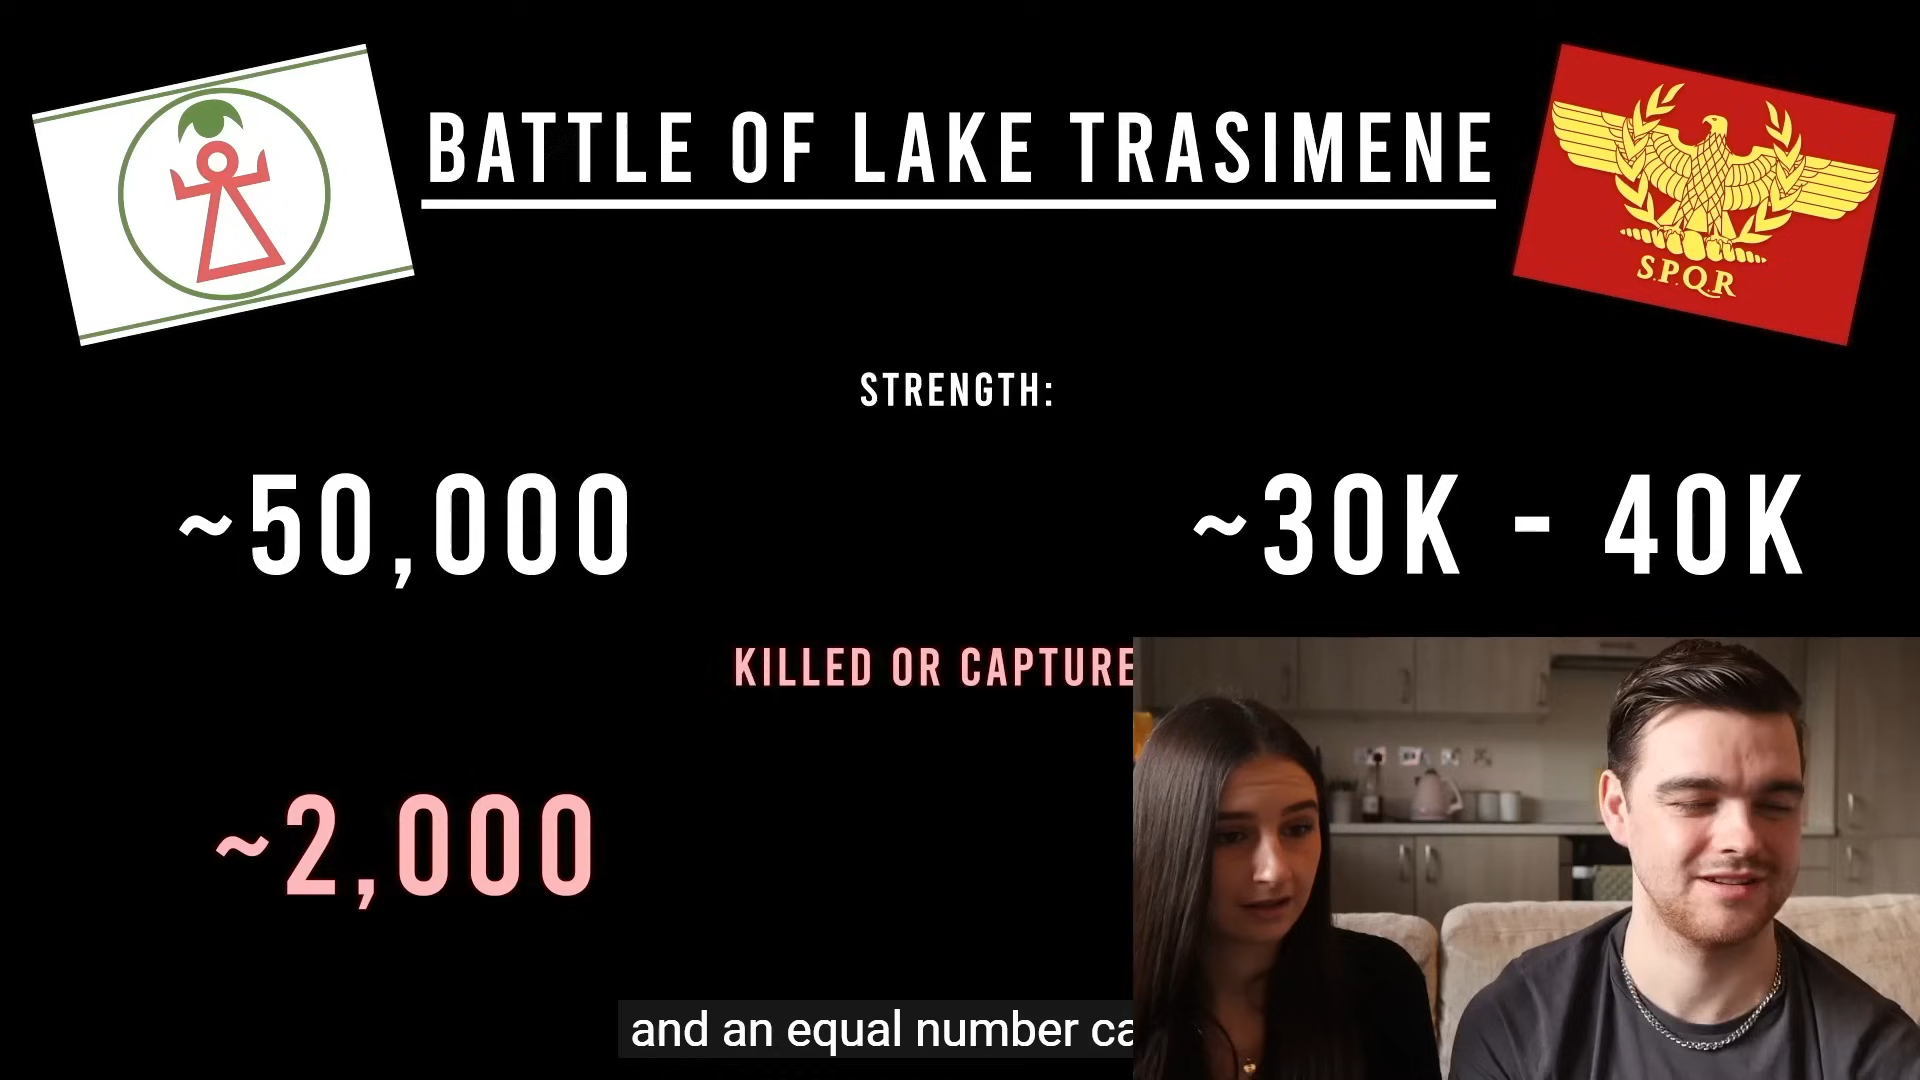 BATTLE OF LAKE TRASIMENE
S.P.Q.R
STRENGTH:
~50,000
~30K - 40K
KILLED OR CAPTURE
~2,000
and an equal number ca